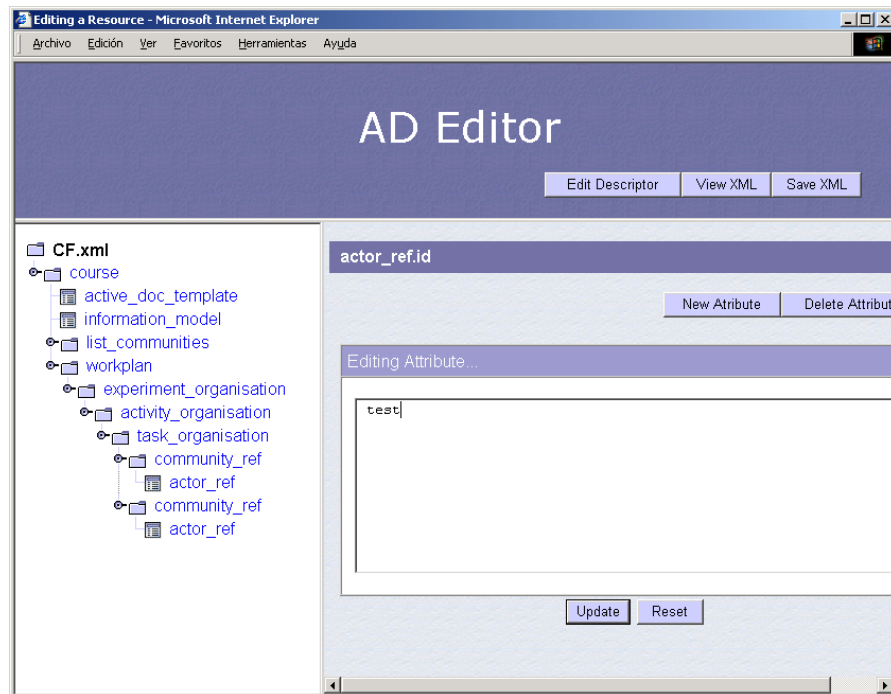 Editing a Resource - Microsoft Internet Explorer
Archivo Edición Ver Favoritos Herramientas Ayuda
AD Editor
Edit Descriptor View XML Save XML
CF.xml
course
active_doc_template
information_model
list_communities
workplan
experiment_organisation
activity_organisation
task_organisation
community_ref
actor_ref
community_ref
actor_ref
actor_ref.id
New Atribute Delete Attribut
Editing Attribute...
test
Update Reset